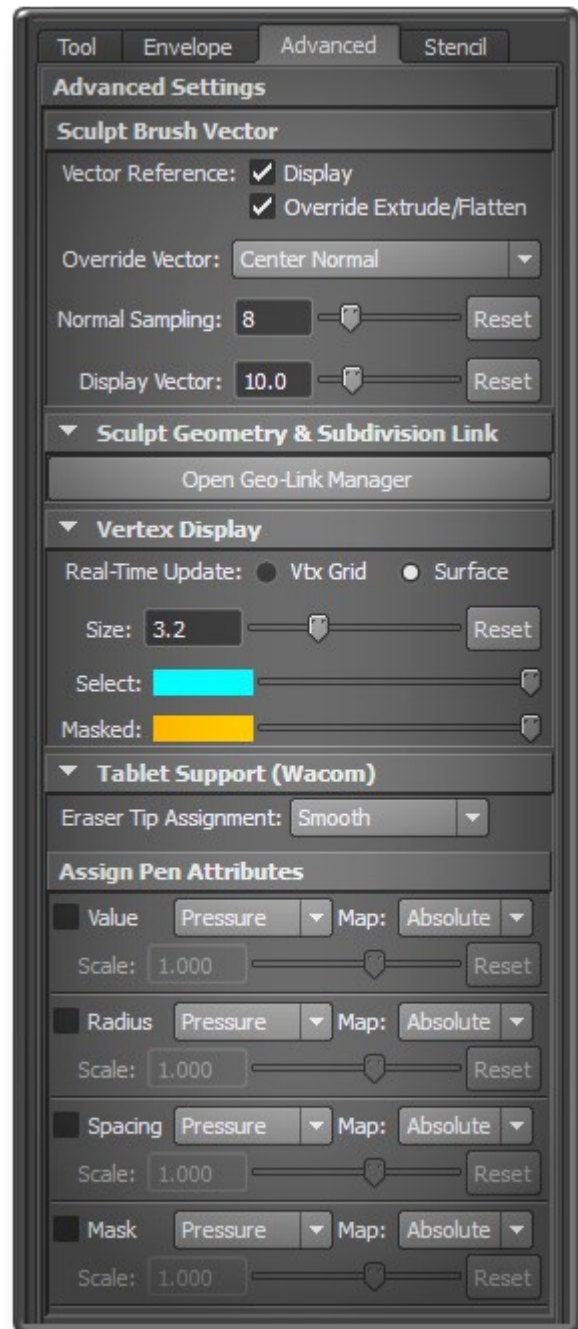 Tool Envelope Advanced Stencil
Advanced Settings
Sculpt Brush Vector
Vector Reference: Display
Override Extrude/Flatten
Override Vector: Center Normal
Normal Sampling: 8 Reset
Display Vector: 10.0 Reset
Sculpt Geometry & Subdivision Link
Open Geo-Link Manager
Vertex Display
Real-Time Update: Vtx Grid Surface
Size: 3.2 Reset
Select:
Masked:
Tablet Support (Wacom)
Eraser Tip Assignment: Smooth
Assign Pen Attributes
Value Pressure Map: Absolute
Scale: 1.000 Reset
Radius Pressure Map: Absolute
Scale: 1.000 Reset
Spacing Pressure Map: Absolute
Scale: 1.000 Reset
Mask Pressure Map: Absolute
Scale: 1.000 Reset